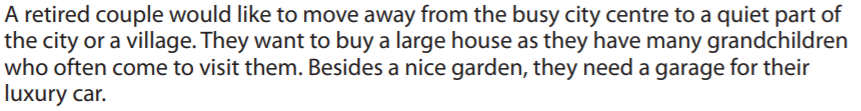 A retired couple would like to move away from the busy city centre to a quiet part of
the city or a village. They want to buy a large house as they have many grandchildren
who often come to visit them. Besides a nice garden, they need a garage for their
luxury car.